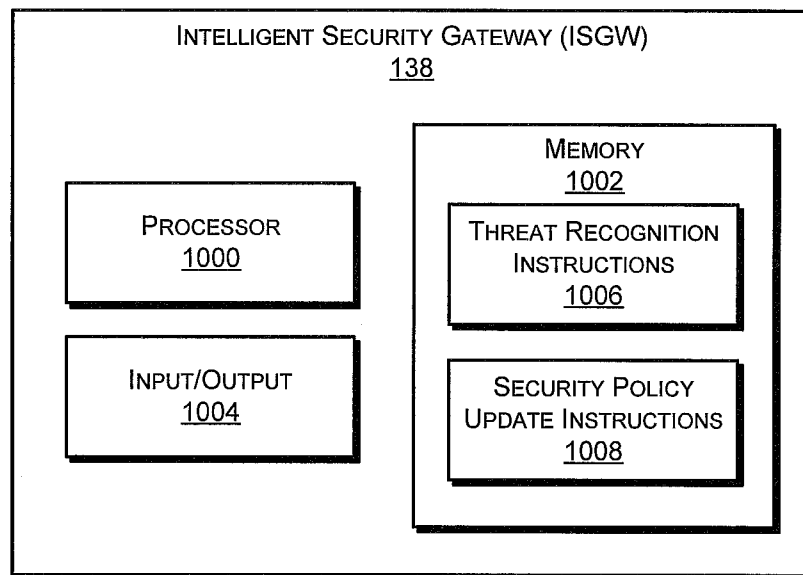 INTELLIGENT SECURITY GATEWAY (ISGW)
138
PROCESSOR
1000
INPUT/OUTPUT
1004
MEMORY
1002
THREAT RECOGNITION
INSTRUCTIONS
1006
SECURITY POLICY
UPDATE INSTRUCTIONS
1008